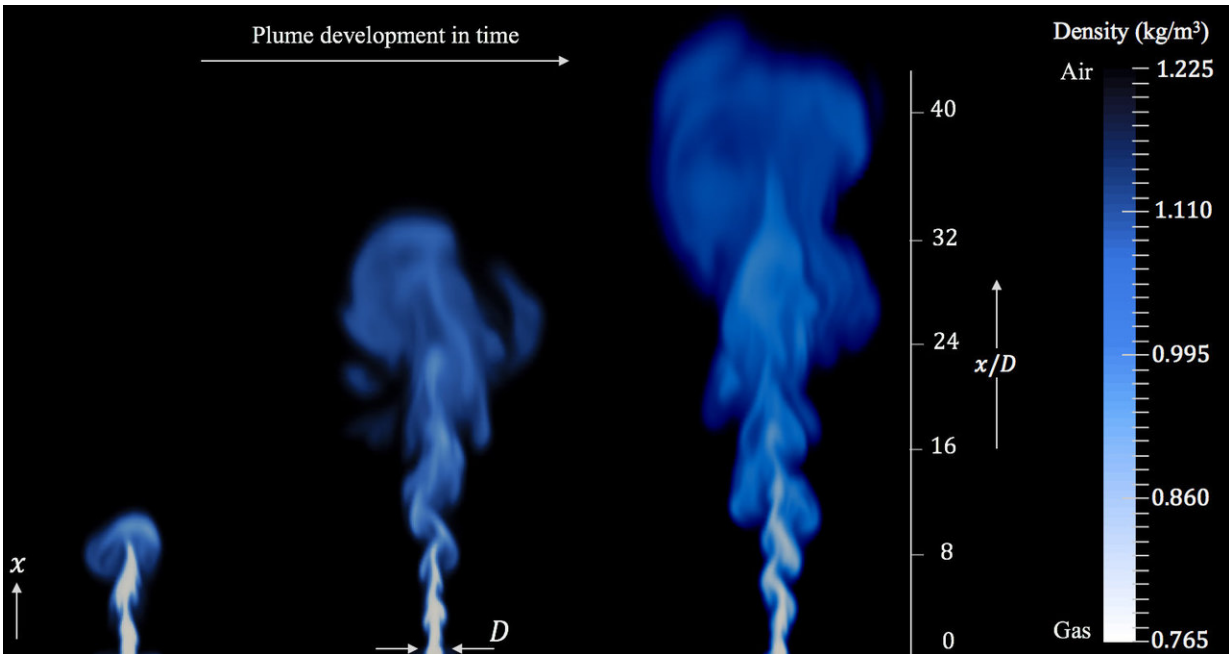 Plume development in time
Density (kg/m³)
Air
1.225
40
1.110
32
24
0.995
x/D
16
0.860
8
x
D
0
Gas
0.765